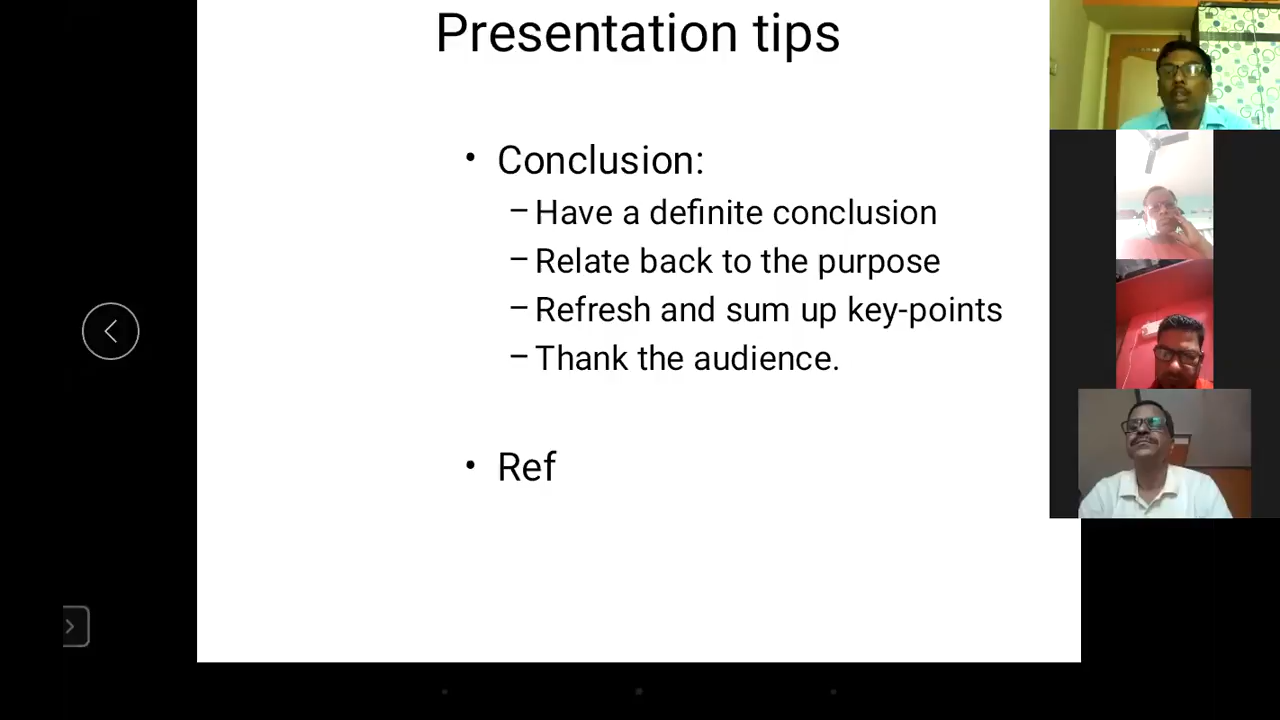 Presentation tips
• Conclusion:
– Have a definite conclusion
– Relate back to the purpose
– Refresh and sum up key-points
– Thank the audience.
• Ref